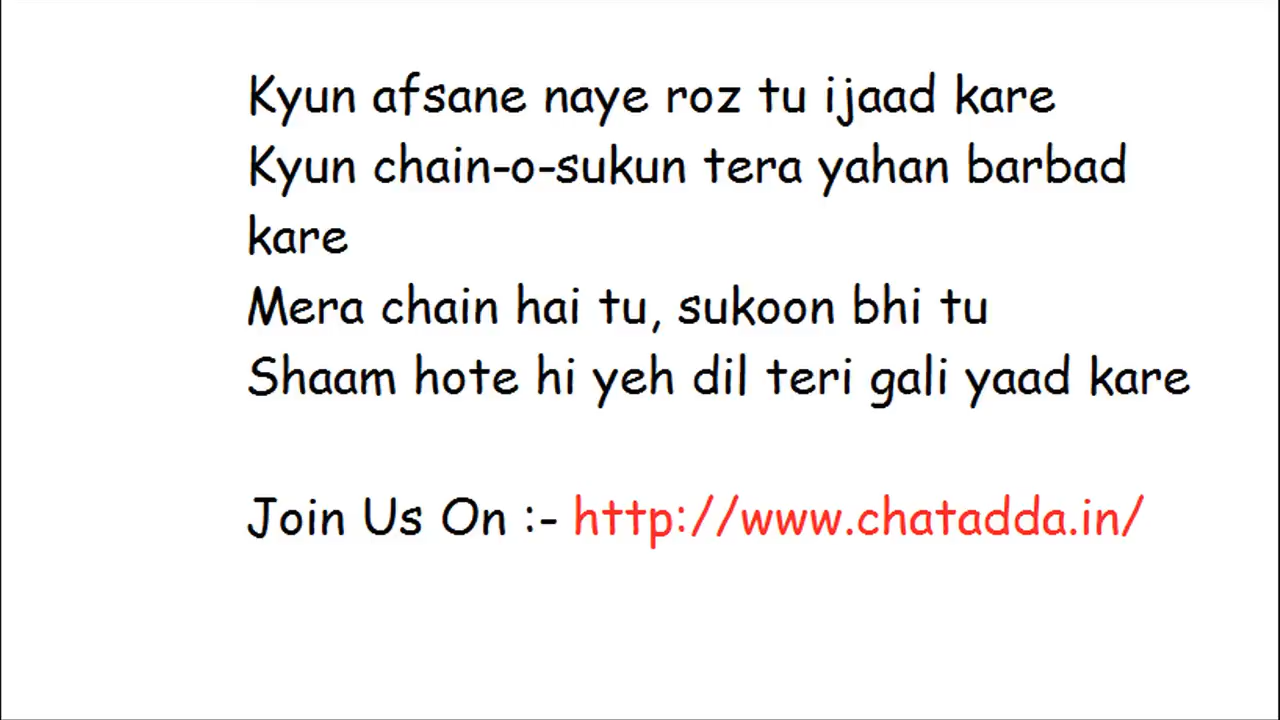 Kyun afsane naye roz tu ijaad kare
Kyun chain-o-sukun tera yahan barbad
kare
Mera chain hai tu, sukoon bhi tu
Shaam hote hi yeh dil teri gali yaad kare
Join Us On :- http://www.chatadda.in/